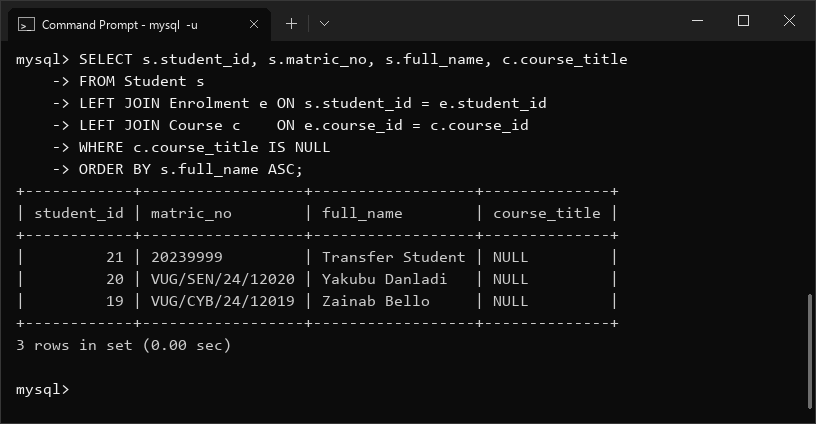 Command Prompt - mysql  -u
mysql> SELECT s.student_id, s.matric_no, s.full_name, c.course_title
    -> FROM Student s
    -> LEFT JOIN Enrolment e ON s.student_id = e.student_id
    -> LEFT JOIN Course c    ON e.course_id = c.course_id
    -> WHERE c.course_title IS NULL
    -> ORDER BY s.full_name ASC;
+------------+------------------+------------------+--------------+
| student_id | matric_no        | full_name        | course_title |
+------------+------------------+------------------+--------------+
|         21 | 20239999         | Transfer Student | NULL         |
|         20 | VUG/SEN/24/12020 | Yakubu Danladi   | NULL         |
|         19 | VUG/CYB/24/12019 | Zainab Bello     | NULL         |
+------------+------------------+------------------+--------------+
3 rows in set (0.00 sec)
mysql>